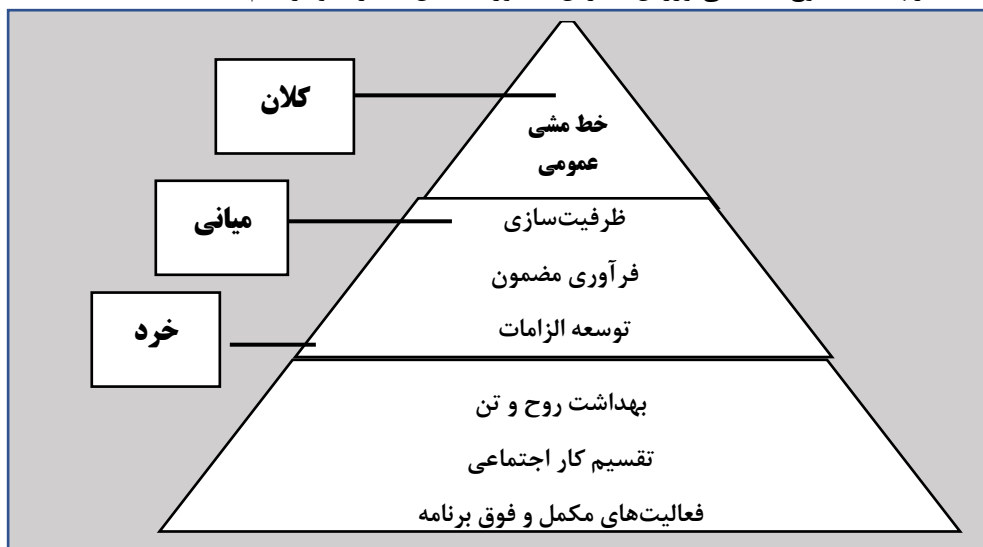 کلان
خط مشی
عمومی
میانی
ظرفیت‌سازی
فرآوری مضمون
توسعه الزامات
خرد
بهداشت روح و تن
تقسیم کار اجتماعی
فعالیت‌های مکمل و فوق برنامه